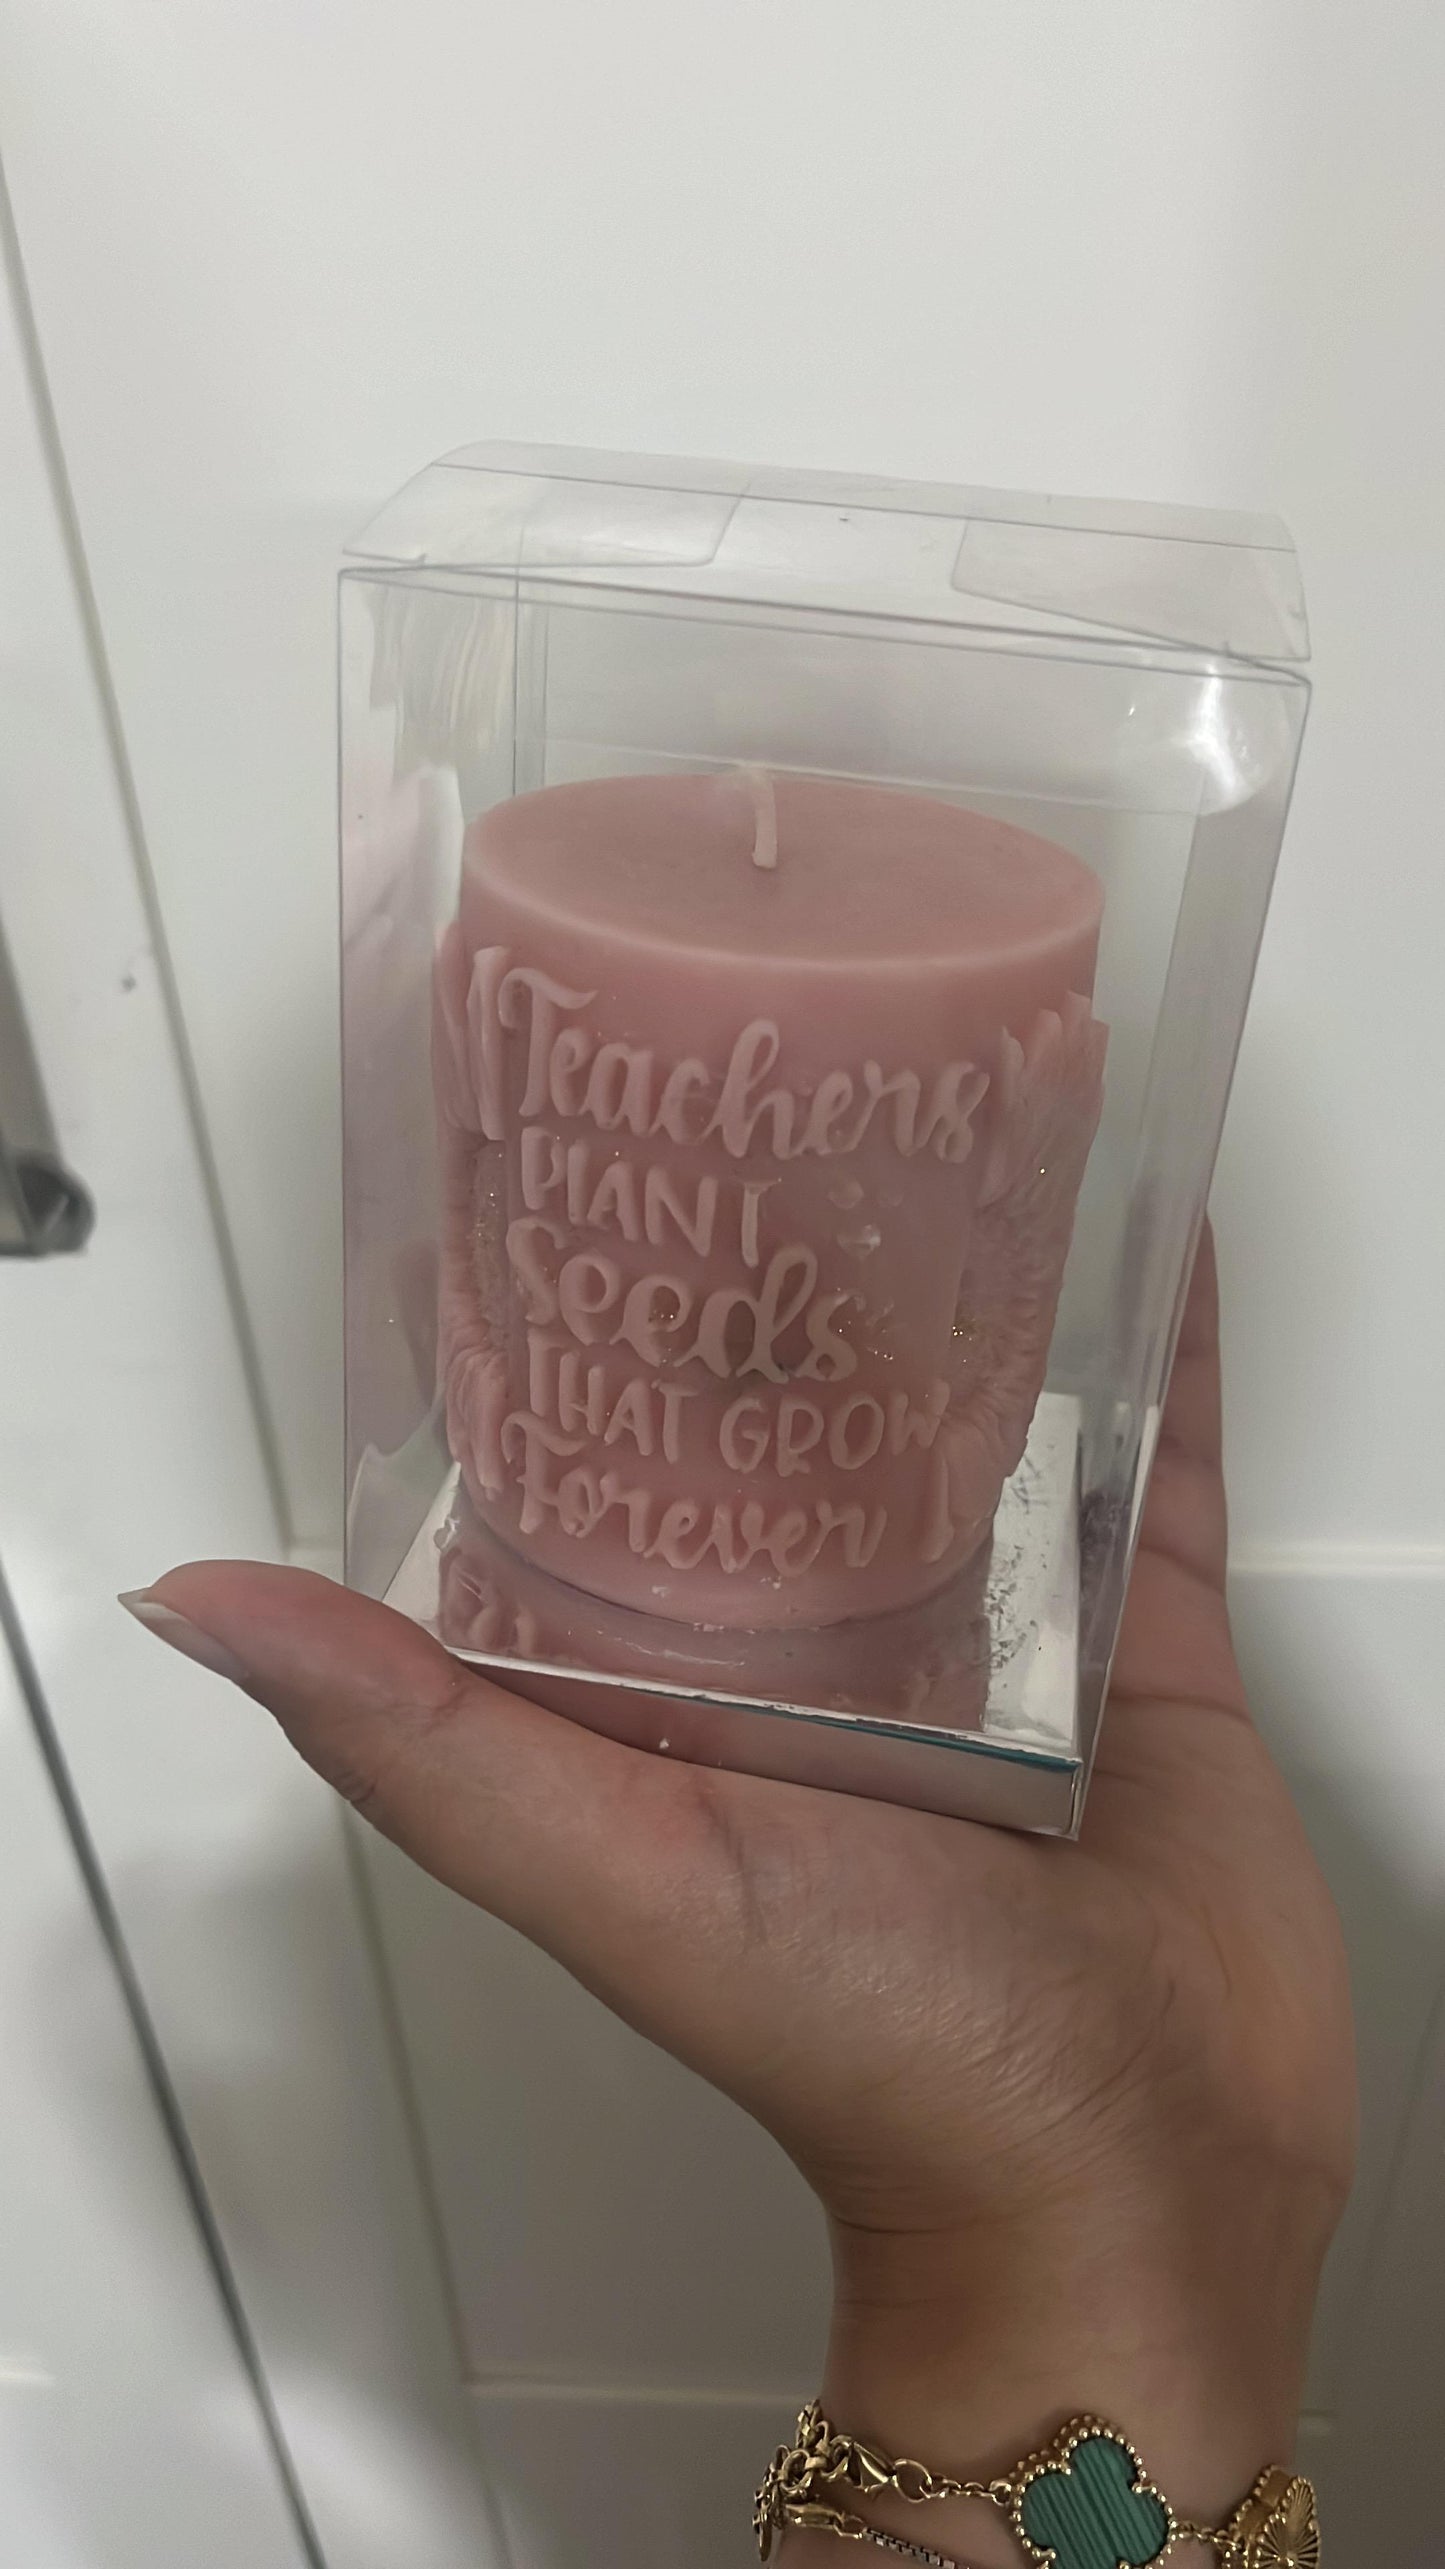 Teachers
PLANT
Seeds
THAT GROW
Forever